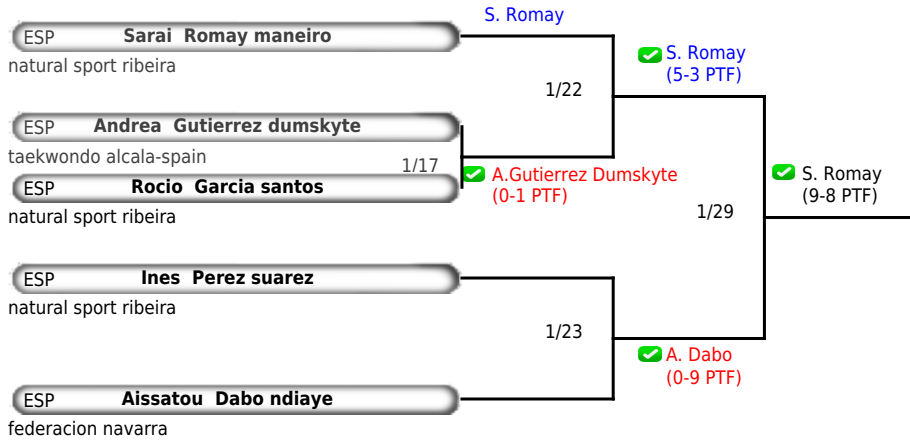 S. Romay
ESP Sarai Romay maneiro
natural sport ribeira
S. Romay
(5-3 PTF)
1/22
ESP Andrea Gutierrez dumskyte
taekwondo alcala-spain
1/17
A.Gutierrez Dumskyte
(0-1 PTF)
ESP Rocio Garcia santos
natural sport ribeira
S. Romay
(9-8 PTF)
1/29
ESP Ines Perez suarez
natural sport ribeira
1/23
A. Dabo
(0-9 PTF)
ESP Aissatou Dabo ndiaye
federacion navarra